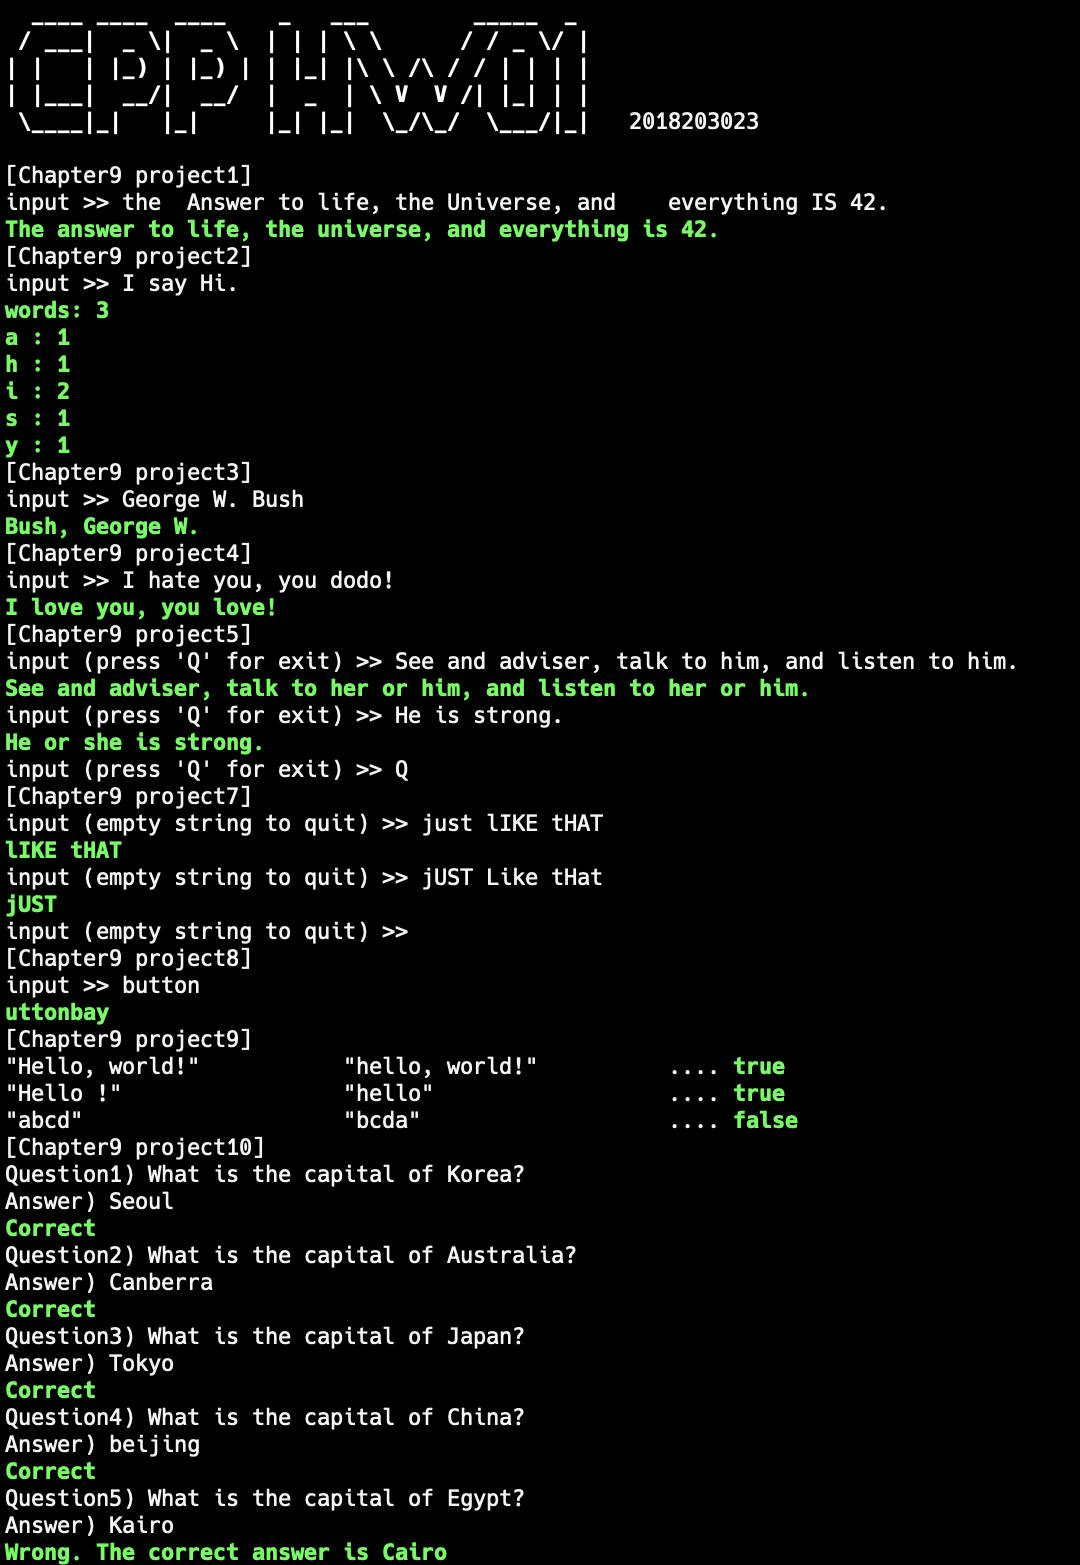 CPP HW01 2018203023
[Chapter9 project1]
input >> the  Answer to life, the Universe, and    everything IS 42.
The answer to life, the universe, and everything is 42.
[Chapter9 project2]
input >> I say Hi.
words: 3
a : 1
h : 1
i : 2
s : 1
y : 1
[Chapter9 project3]
input >> George W. Bush
Bush, George W.
[Chapter9 project4]
input >> I hate you, you dodo!
I love you, you love!
[Chapter9 project5]
input (press 'Q' for exit) >> See and adviser, talk to him, and listen to him.
See and adviser, talk to her or him, and listen to her or him.
input (press 'Q' for exit) >> He is strong.
He or she is strong.
input (press 'Q' for exit) >> Q
[Chapter9 project7]
input (empty string to quit) >> just lIKE tHAT
lIKE tHAT
input (empty string to quit) >> jUST Like tHat
jUST
input (empty string to quit) >>
[Chapter9 project8]
input >> button
uttonbay
[Chapter9 project9]
"Hello, world!"           "hello, world!"          .... true
"Hello !"                 "hello"                  .... true
"abcd"                    "bcda"                   .... false
[Chapter9 project10]
Question1) What is the capital of Korea?
Answer) Seoul
Correct
Question2) What is the capital of Australia?
Answer) Canberra
Correct
Question3) What is the capital of Japan?
Answer) Tokyo
Correct
Question4) What is the capital of China?
Answer) beijing
Correct
Question5) What is the capital of Egypt?
Answer) Kairo
Wrong. The correct answer is Cairo